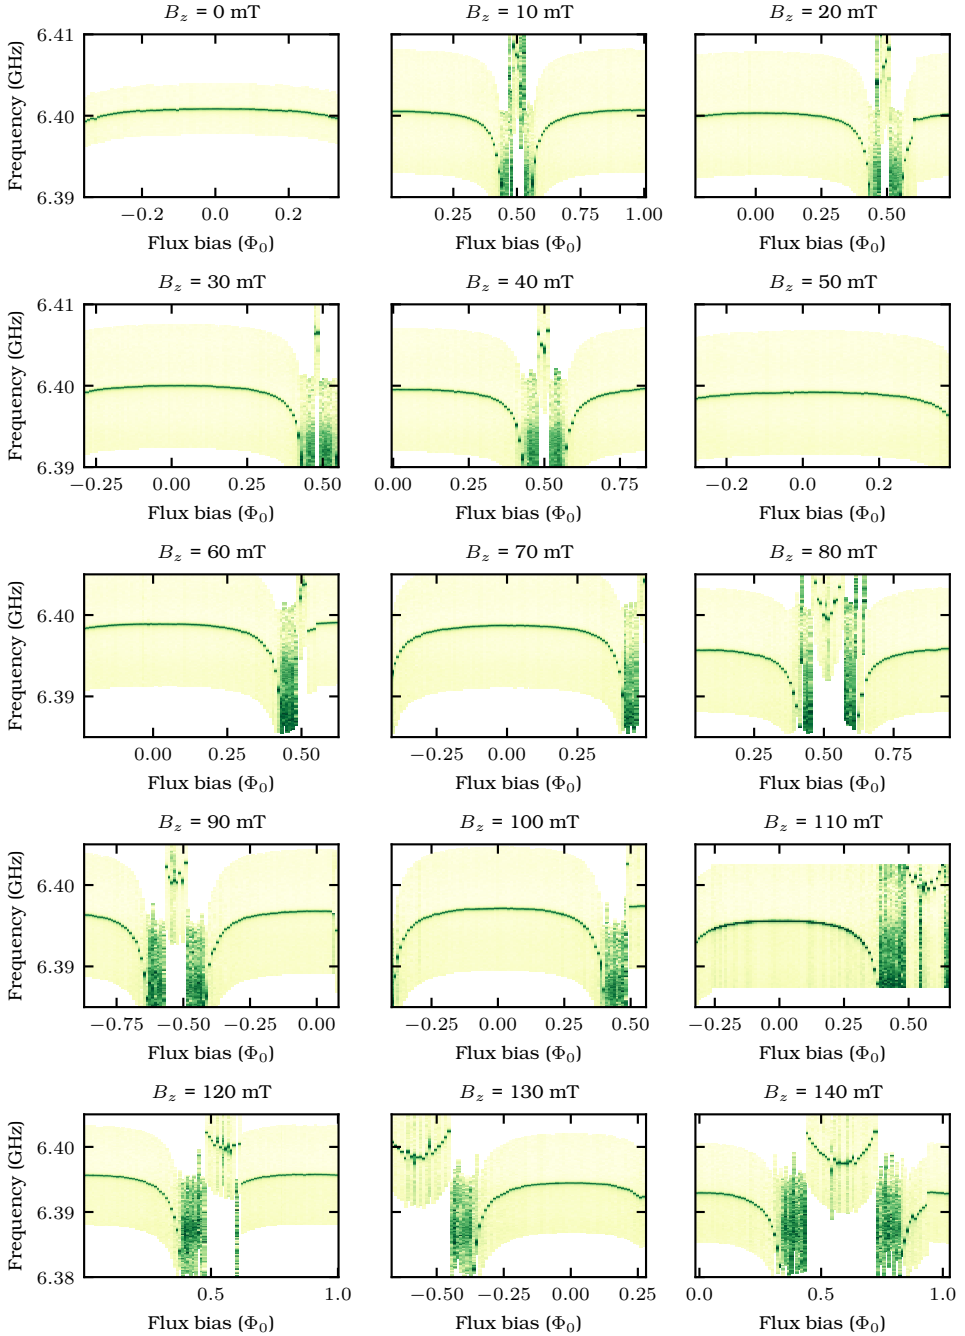 B_z = 0 mT
B_z = 10 mT
B_z = 20 mT
Frequency (GHz)
6.41
6.40
6.39
−0.2 0.0 0.2
0.25 0.50 0.75 1.00
0.00 0.25 0.50
Flux bias (Φ₀)
Flux bias (Φ₀)
Flux bias (Φ₀)
B_z = 30 mT
B_z = 40 mT
B_z = 50 mT
Frequency (GHz)
6.41
6.40
6.39
−0.25 0.00 0.25 0.50
0.00 0.25 0.50 0.75
−0.2 0.0 0.2
Flux bias (Φ₀)
Flux bias (Φ₀)
Flux bias (Φ₀)
B_z = 60 mT
B_z = 70 mT
B_z = 80 mT
Frequency (GHz)
6.40
6.39
0.00 0.25 0.50
−0.25 0.00 0.25
0.25 0.50 0.75
Flux bias (Φ₀)
Flux bias (Φ₀)
Flux bias (Φ₀)
B_z = 90 mT
B_z = 100 mT
B_z = 110 mT
Frequency (GHz)
6.40
6.39
−0.75 −0.50 −0.25 0.00
−0.25 0.00 0.25 0.50
−0.25 0.00 0.25 0.50
Flux bias (Φ₀)
Flux bias (Φ₀)
Flux bias (Φ₀)
B_z = 120 mT
B_z = 130 mT
B_z = 140 mT
Frequency (GHz)
6.40
6.39
6.38
0.5 1.0
−0.50 −0.25 0.00 0.25
0.0 0.5 1.0
Flux bias (Φ₀)
Flux bias (Φ₀)
Flux bias (Φ₀)